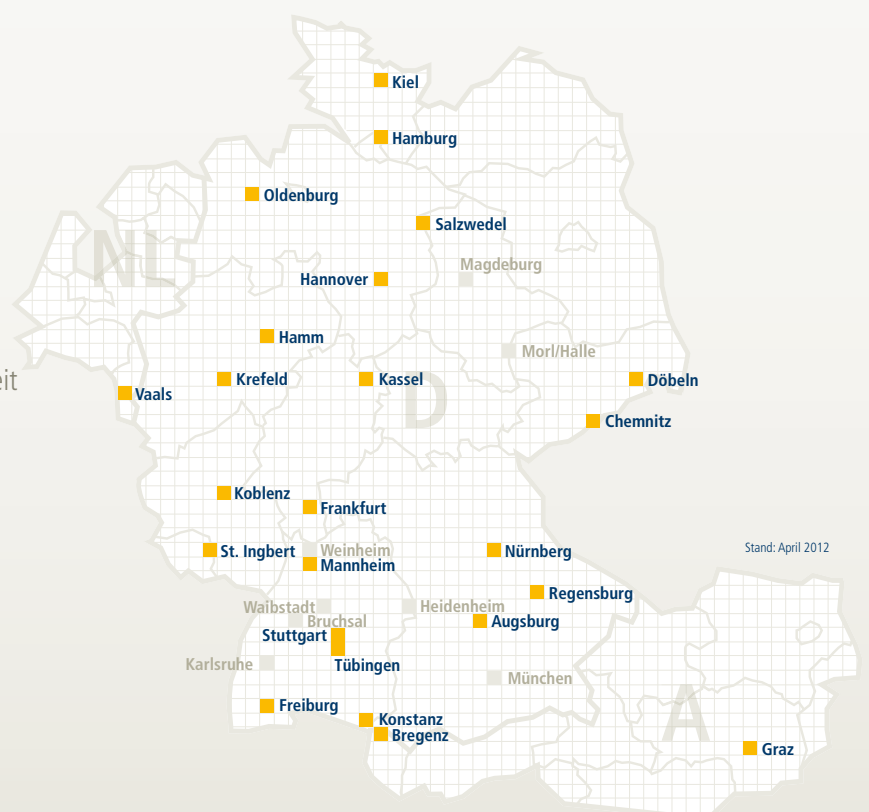 Kiel
Hamburg
Oldenburg
Salzwedel
NL
Magdeburg
Hannover
Hamm
Morl/Halle
eit
Krefeld
Kassel
Döbeln
Vaals
D
Chemnitz
Koblenz
Frankfurt
Stand: April 2012
St. Ingbert
Weinheim
Nürnberg
Mannheim
Regensburg
Waibstadt
Heidenheim
Bruchsal
Augsburg
Stuttgart
Karlsruhe
Tübingen
München
Freiburg
A
Konstanz
Bregenz
Graz